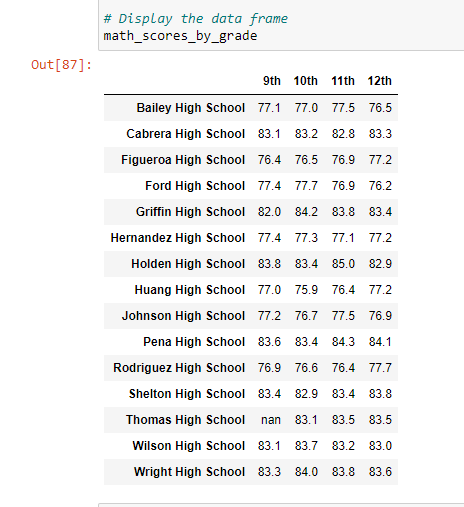 # Display the data frame
math_scores_by_grade
Out[87]:
9th 10th 11th 12th
Bailey High School 77.1 77.0 77.5 76.5
Cabrera High School 83.1 83.2 82.8 83.3
Figueroa High School 76.4 76.5 76.9 77.2
Ford High School 77.4 77.7 76.9 76.2
Griffin High School 82.0 84.2 83.8 83.4
Hernandez High School 77.4 77.3 77.1 77.2
Holden High School 83.8 83.4 85.0 82.9
Huang High School 77.0 75.9 76.4 77.2
Johnson High School 77.2 76.7 77.5 76.9
Pena High School 83.6 83.4 84.3 84.1
Rodriguez High School 76.9 76.6 76.4 77.7
Shelton High School 83.4 82.9 83.4 83.8
Thomas High School nan 83.1 83.5 83.5
Wilson High School 83.1 83.7 83.2 83.0
Wright High School 83.3 84.0 83.8 83.6